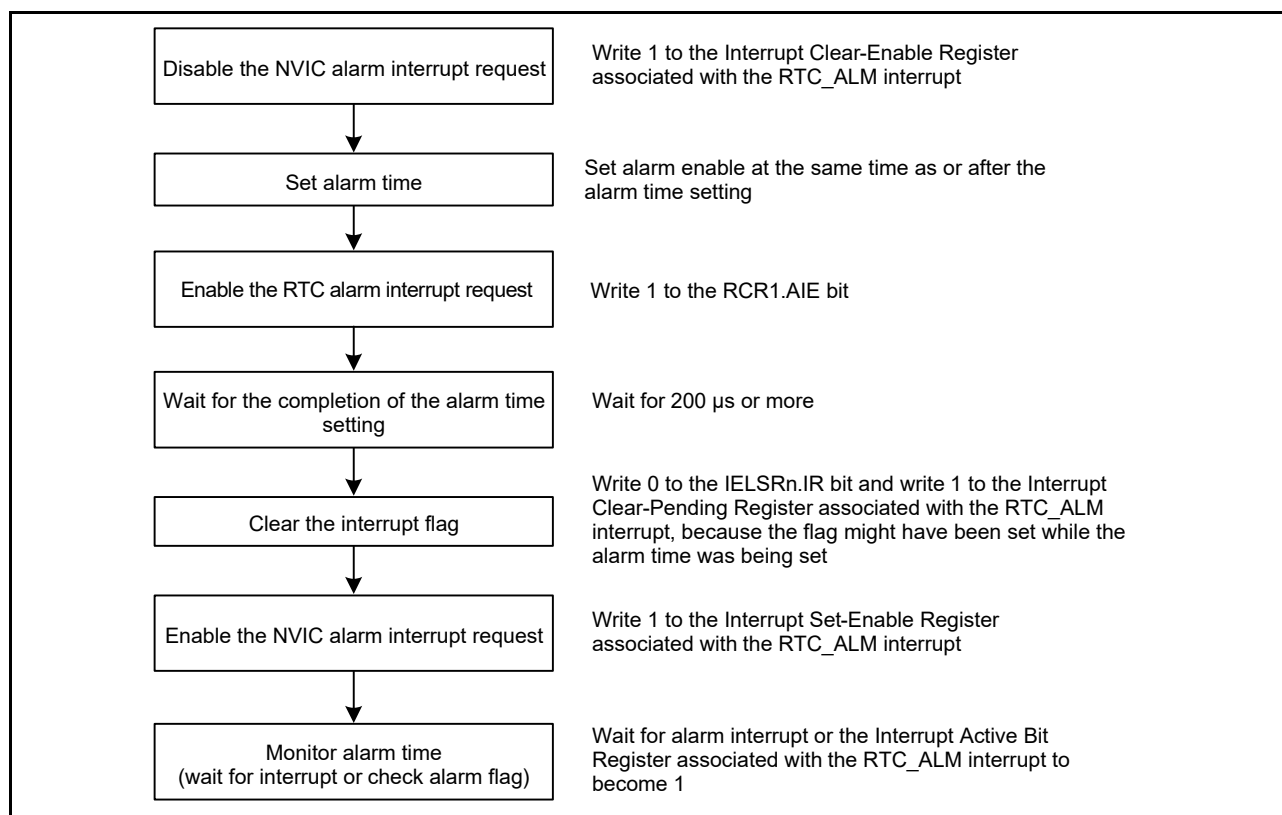 Disable the NVIC alarm interrupt request
Write 1 to the Interrupt Clear-Enable Register
associated with the RTC_ALM interrupt
Set alarm time
Set alarm enable at the same time as or after the
alarm time setting
Enable the RTC alarm interrupt request
Write 1 to the RCR1.AIE bit
Wait for the completion of the alarm time
setting
Wait for 200 µs or more
Clear the interrupt flag
Write 0 to the IELSRn.IR bit and write 1 to the Interrupt
Clear-Pending Register associated with the RTC_ALM
interrupt, because the flag might have been set while the
alarm time was being set
Enable the NVIC alarm interrupt request
Write 1 to the Interrupt Set-Enable Register
associated with the RTC_ALM interrupt
Monitor alarm time
(wait for interrupt or check alarm flag)
Wait for alarm interrupt or the Interrupt Active Bit
Register associated with the RTC_ALM interrupt to
become 1